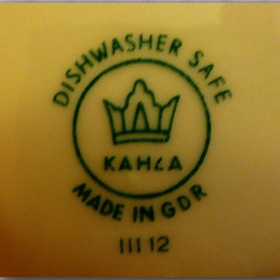 DISHWASHER SAFE
KAHLA
MADE IN GDR
III 12